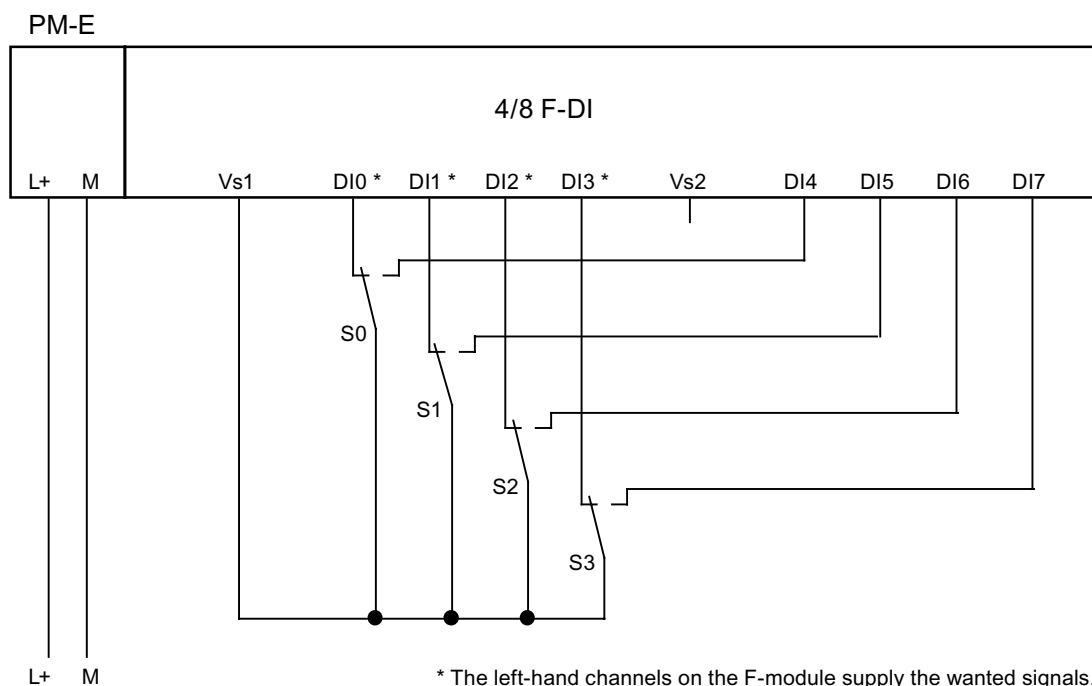 PM-E
4/8 F-DI
L+ M Vs1 DI0 * DI1 * DI2 * DI3 * Vs2 DI4 DI5 DI6 DI7
S0
S1
S2
S3
L+ M * The left-hand channels on the F-module supply the wanted signals.